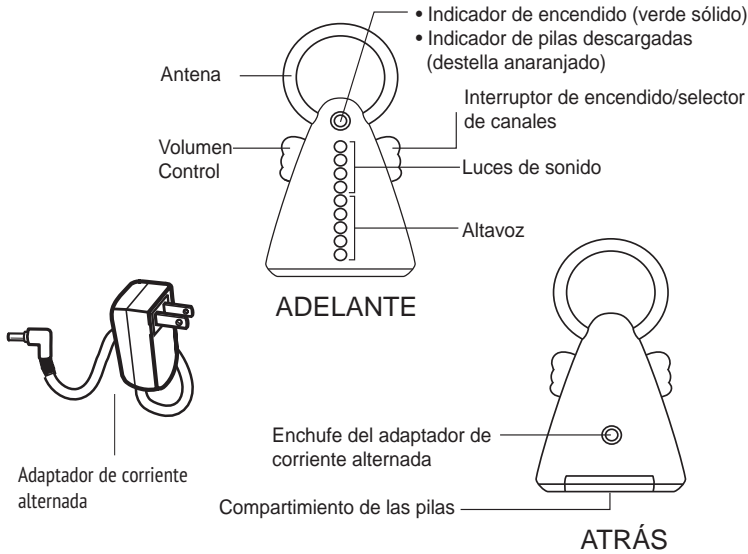 • Indicador de encendido (verde sólido)
• Indicador de pilas descargadas
(destella anaranjado)
Antena
Interruptor de encendido/selector
de canales
Volumen
Control
Luces de sonido
Altavoz
ADELANTE
Enchufe del adaptador de
corriente alternada
Adaptador de corriente
alternada
Compartimiento de las pilas
ATRÁS